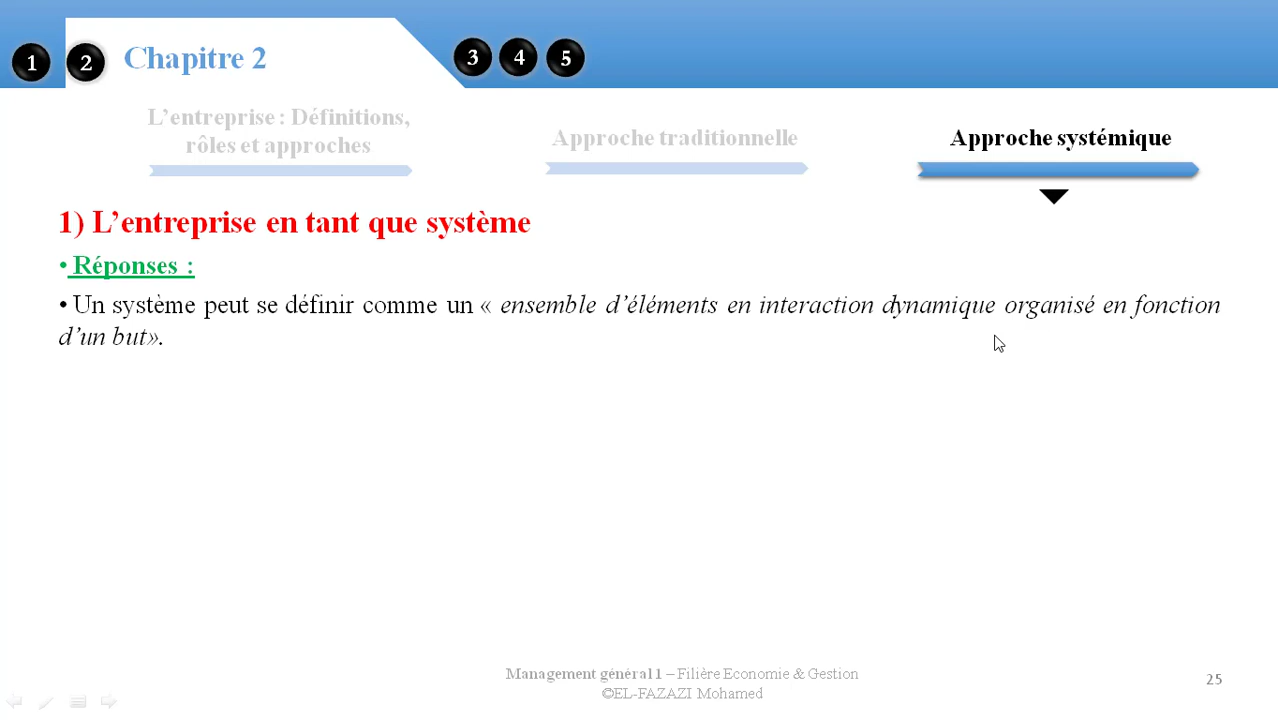 1 2 Chapitre 2 3 4 5
L’entreprise : Définitions,
rôles et approches
Approche traditionnelle
Approche systémique
1) L’entreprise en tant que système
• Réponses :
• Un système peut se définir comme un « ensemble d’éléments en interaction dynamique organisé en fonction
d’un but».
Management général 1 – Filière Economie & Gestion
©EL-FAZAZI Mohamed
25